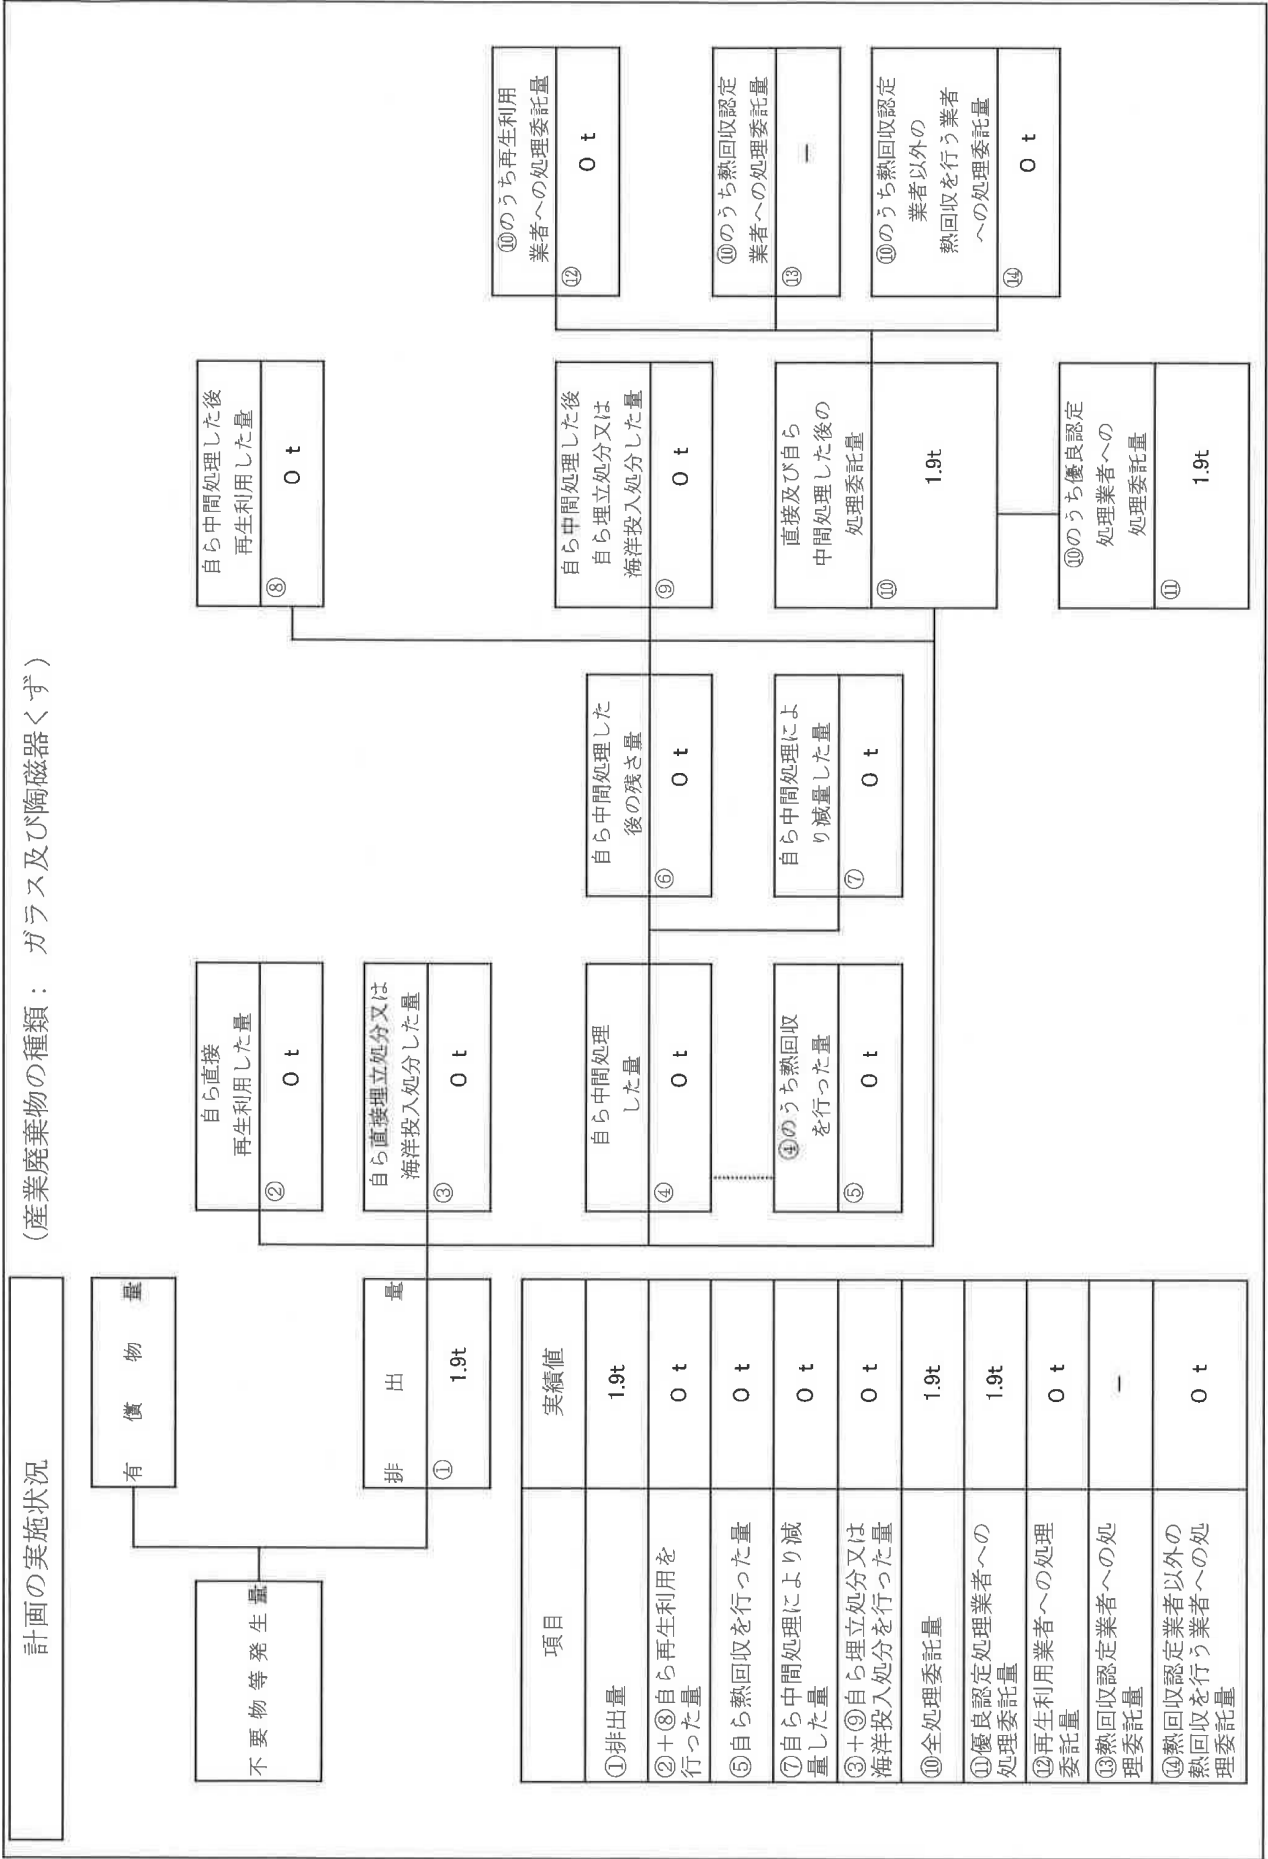 計画の実施状況
（産業廃棄物の種類： ガラス及び陶磁器くず）
有償物量
不要物等発生量
排出量
①
1.9t
自ら直接
再生利用した量
②
0 t
自ら直接埋立処分又は
海洋投入処分した量
③
0 t
自ら中間処理
した量
④
0 t
④のうち熱回収
を行った量
⑤
0 t
自ら中間処理した
後の残さ量
⑥
0 t
自ら中間処理によ
り減量した量
⑦
0 t
自ら中間処理した後
再生利用した量
⑧
0 t
自ら中間処理した後
自ら埋立処分又は
海洋投入処分した量
⑨
0 t
直接及び自ら
中間処理した後の
処理委託量
⑩
1.9t
⑩のうち優良認定
処理業者への
処理委託量
⑪
1.9t
⑩のうち再生利用
業者への処理委託量
⑫
0 t
⑩のうち熱回収認定
業者への処理委託量
⑬
－
⑩のうち熱回収認定
業者以外の
熱回収を行う業者
への処理委託量
⑭
0 t
項目
実績値
①排出量
1.9t
②＋⑧自ら再生利用を
行った量
0 t
⑤自ら熱回収を行った量
0 t
⑦自ら中間処理により減
量した量
0 t
③＋⑨自ら埋立処分又は
海洋投入処分を行った量
0 t
⑩全処理委託量
1.9t
⑪優良認定処理業者への
処理委託量
1.9t
⑫再生利用業者への処理
委託量
0 t
⑬熱回収認定業者への処
理委託量
－
⑭熱回収認定業者以外の
熱回収を行う業者への処
理委託量
0 t